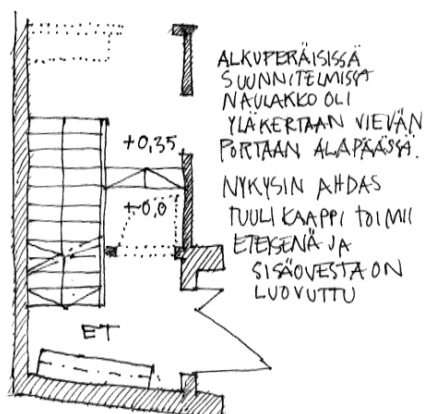 ALKUPERÄISISSÄ
SUUNNITELMISSA
NAULAKKO OLI
YLÄKERTAAN VIEVÄN
PORTAAN ALAPÄÄSSÄ.
NYKYSIN AHDAS
TUULIKAAPPI TOIMII
ETEISENÄ JA
SISÄOVESTA ON
LUOVUTTU
+0,35
+0,0
ET